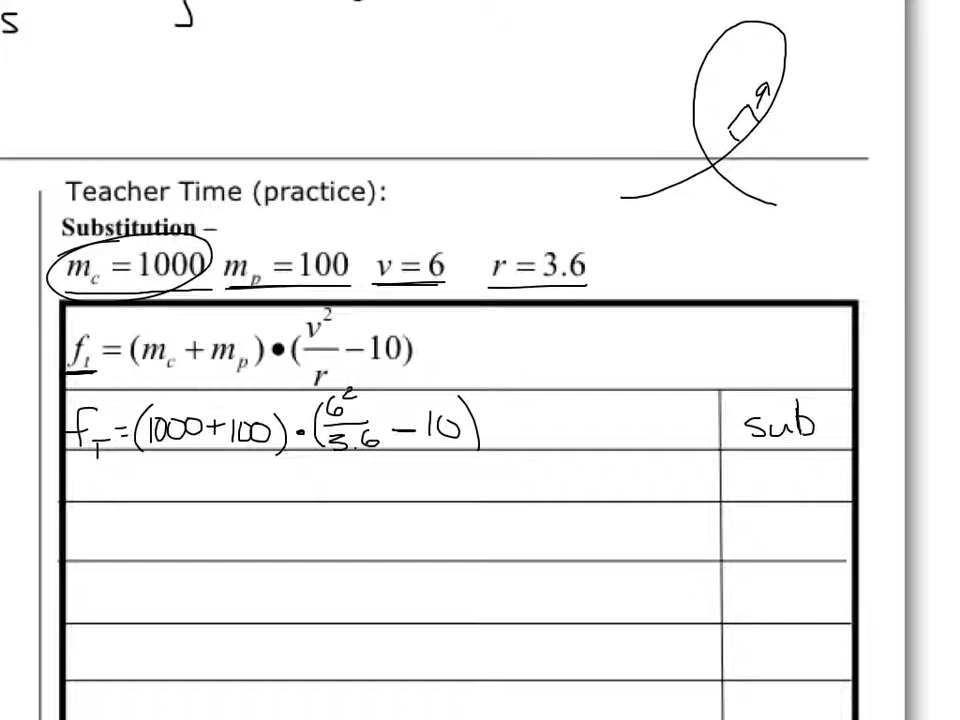 s J
Teacher Time (practice):
Substitution –
m_c = 1000 m_p = 100 v = 6 r = 3.6
f_t = (m_c + m_p) • (v²/r − 10)
f_T = (1000+100) • (6²/3.6 − 10) sub